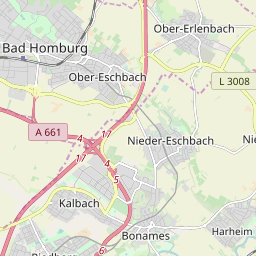 Ober-Erlenbach
Bad Homburg
Ober-Eschbach
L 3008
A 661
17
4
17
Nieder-Eschbach
4
5
Kalbach
5
Bonames
Harheim
6